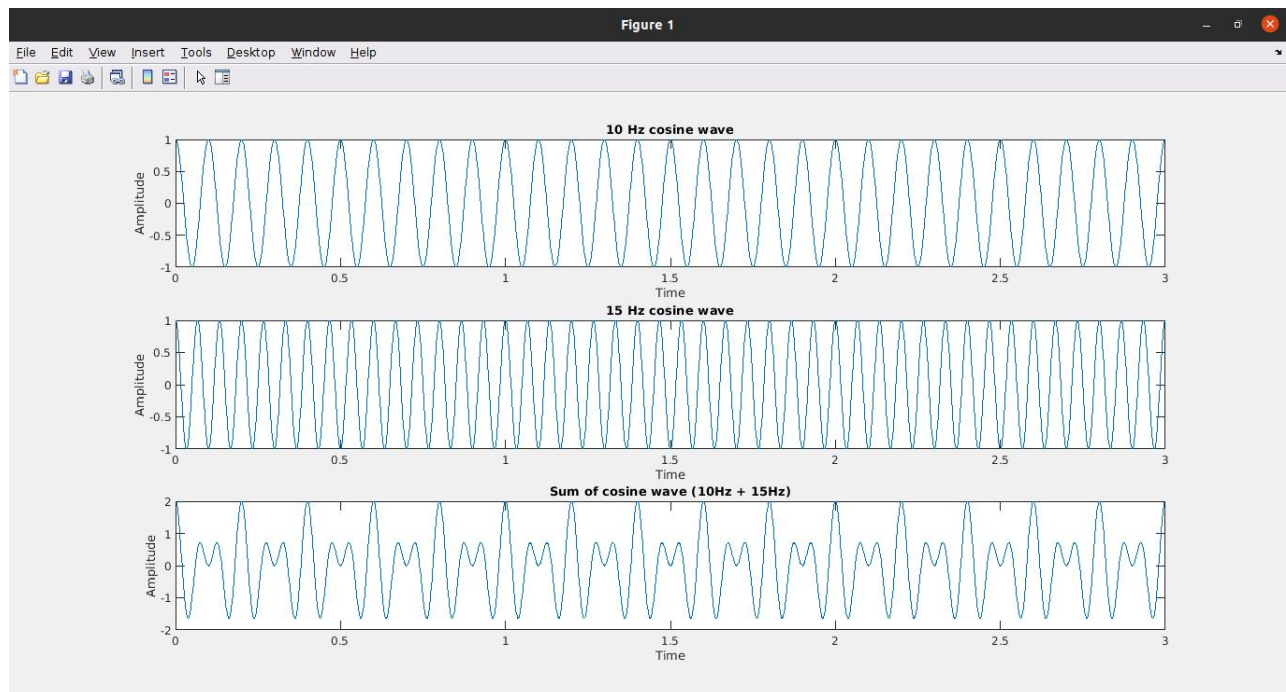 Figure 1
File Edit View Insert Tools Desktop Window Help
10 Hz cosine wave
1
0.5
0
-0.5
-1
Amplitude
0 0.5 1 1.5 2 2.5 3
Time
15 Hz cosine wave
1
0.5
0
-0.5
-1
Amplitude
0 0.5 1 1.5 2 2.5 3
Time
Sum of cosine wave (10Hz + 15Hz)
2
1
0
-1
-2
Amplitude
0 0.5 1 1.5 2 2.5 3
Time